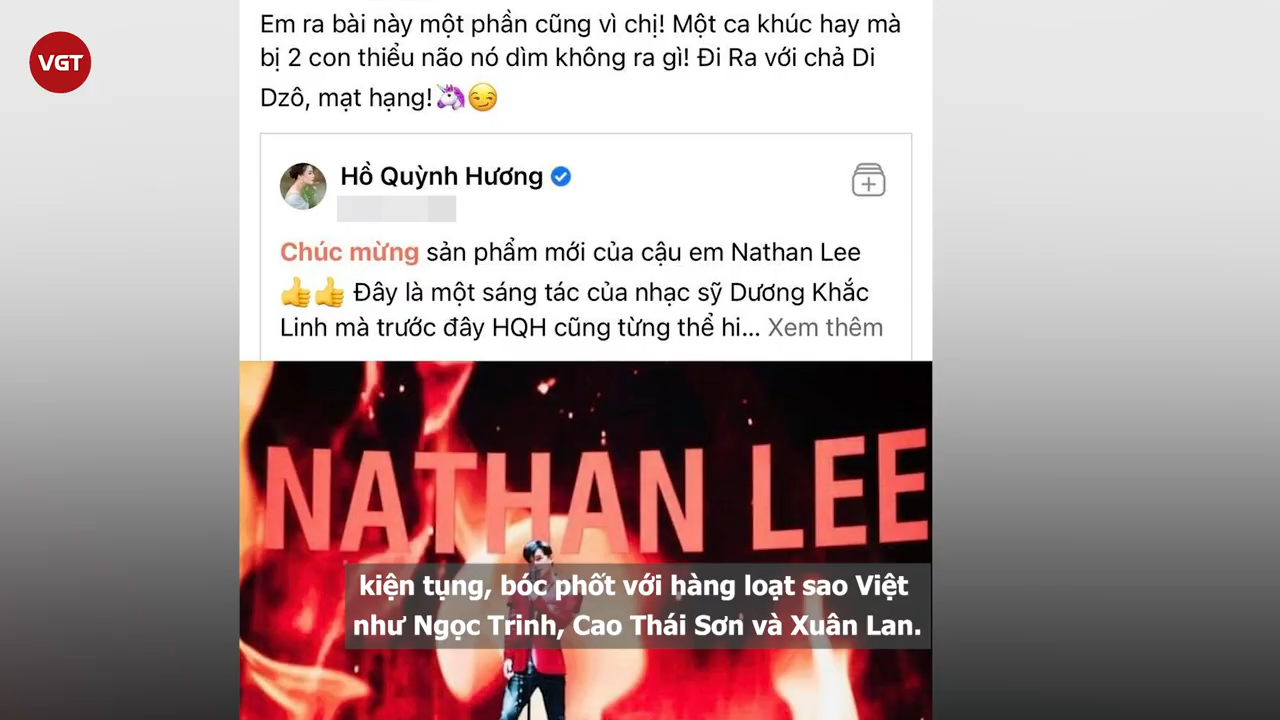 VGT
Em ra bài này một phần cũng vì chị! Một ca khúc hay mà
bị 2 con thiểu não nó dìm không ra gì! Đi Ra với chả Di
Dzô, mạt hạng!🦄😏
Hồ Quỳnh Hương
Chúc mừng sản phẩm mới của cậu em Nathan Lee
👍👍 Đây là một sáng tác của nhạc sỹ Dương Khắc
Linh mà trước đây HQH cũng từng thể hi... Xem thêm
NATHAN LEE
kiện tụng, bóc phốt với hàng loạt sao Việt
như Ngọc Trinh, Cao Thái Sơn và Xuân Lan.